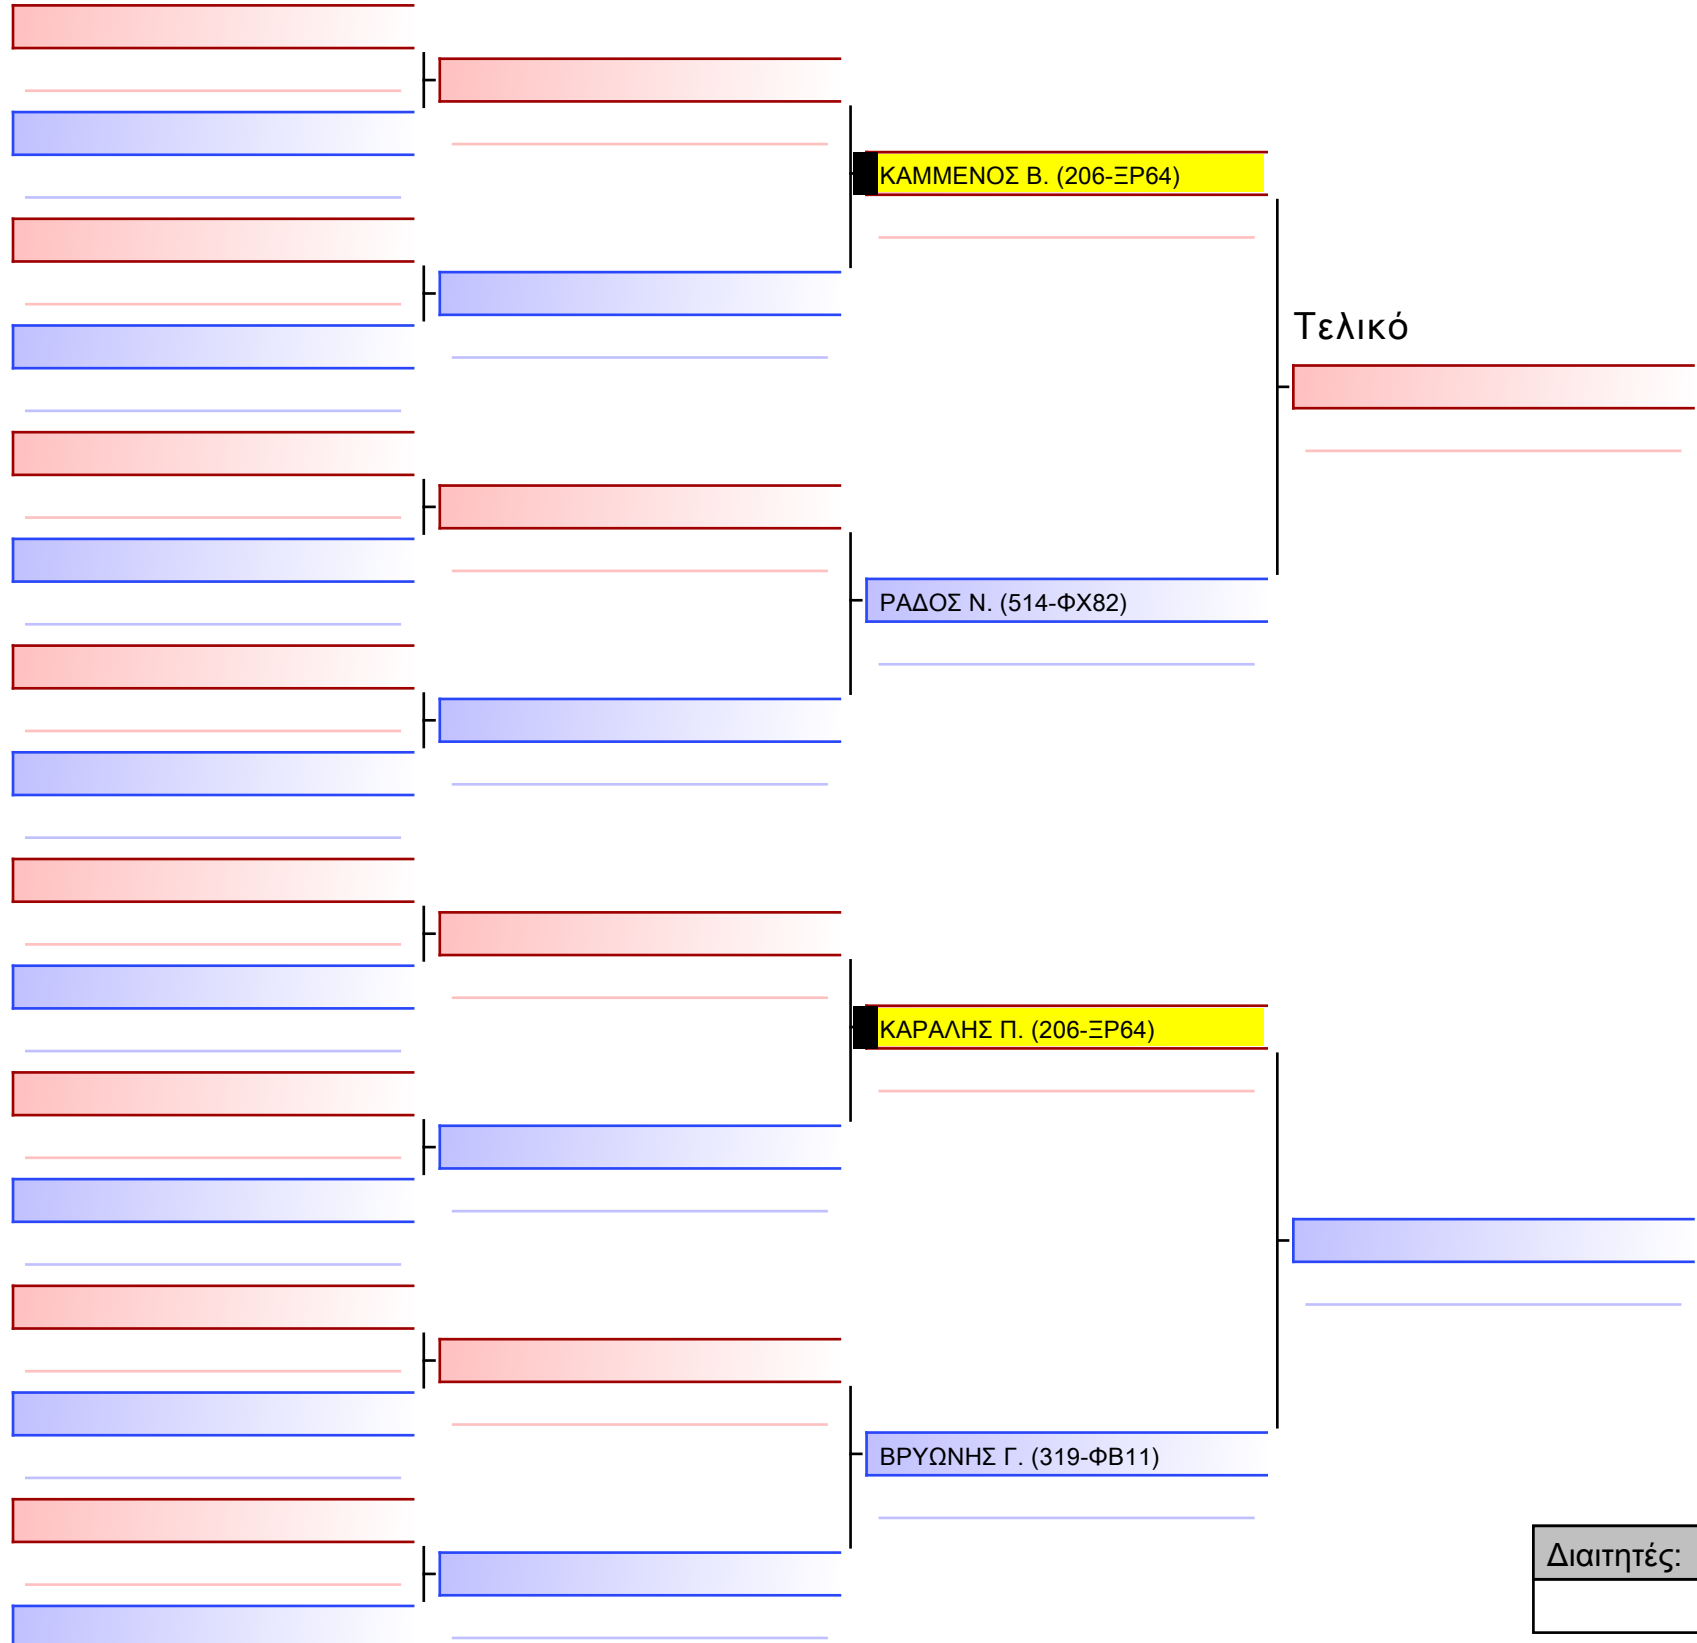 ΚΑΜΜΕΝΟΣ Β. (206-ΞΡ64)
Τελικό
ΡΑΔΟΣ Ν. (514-ΦΧ82)
ΚΑΡΑΛΗΣ Π. (206-ΞΡ64)
ΒΡΥΩΝΗΣ Γ. (319-ΦΒ11)
Διαιτητές: